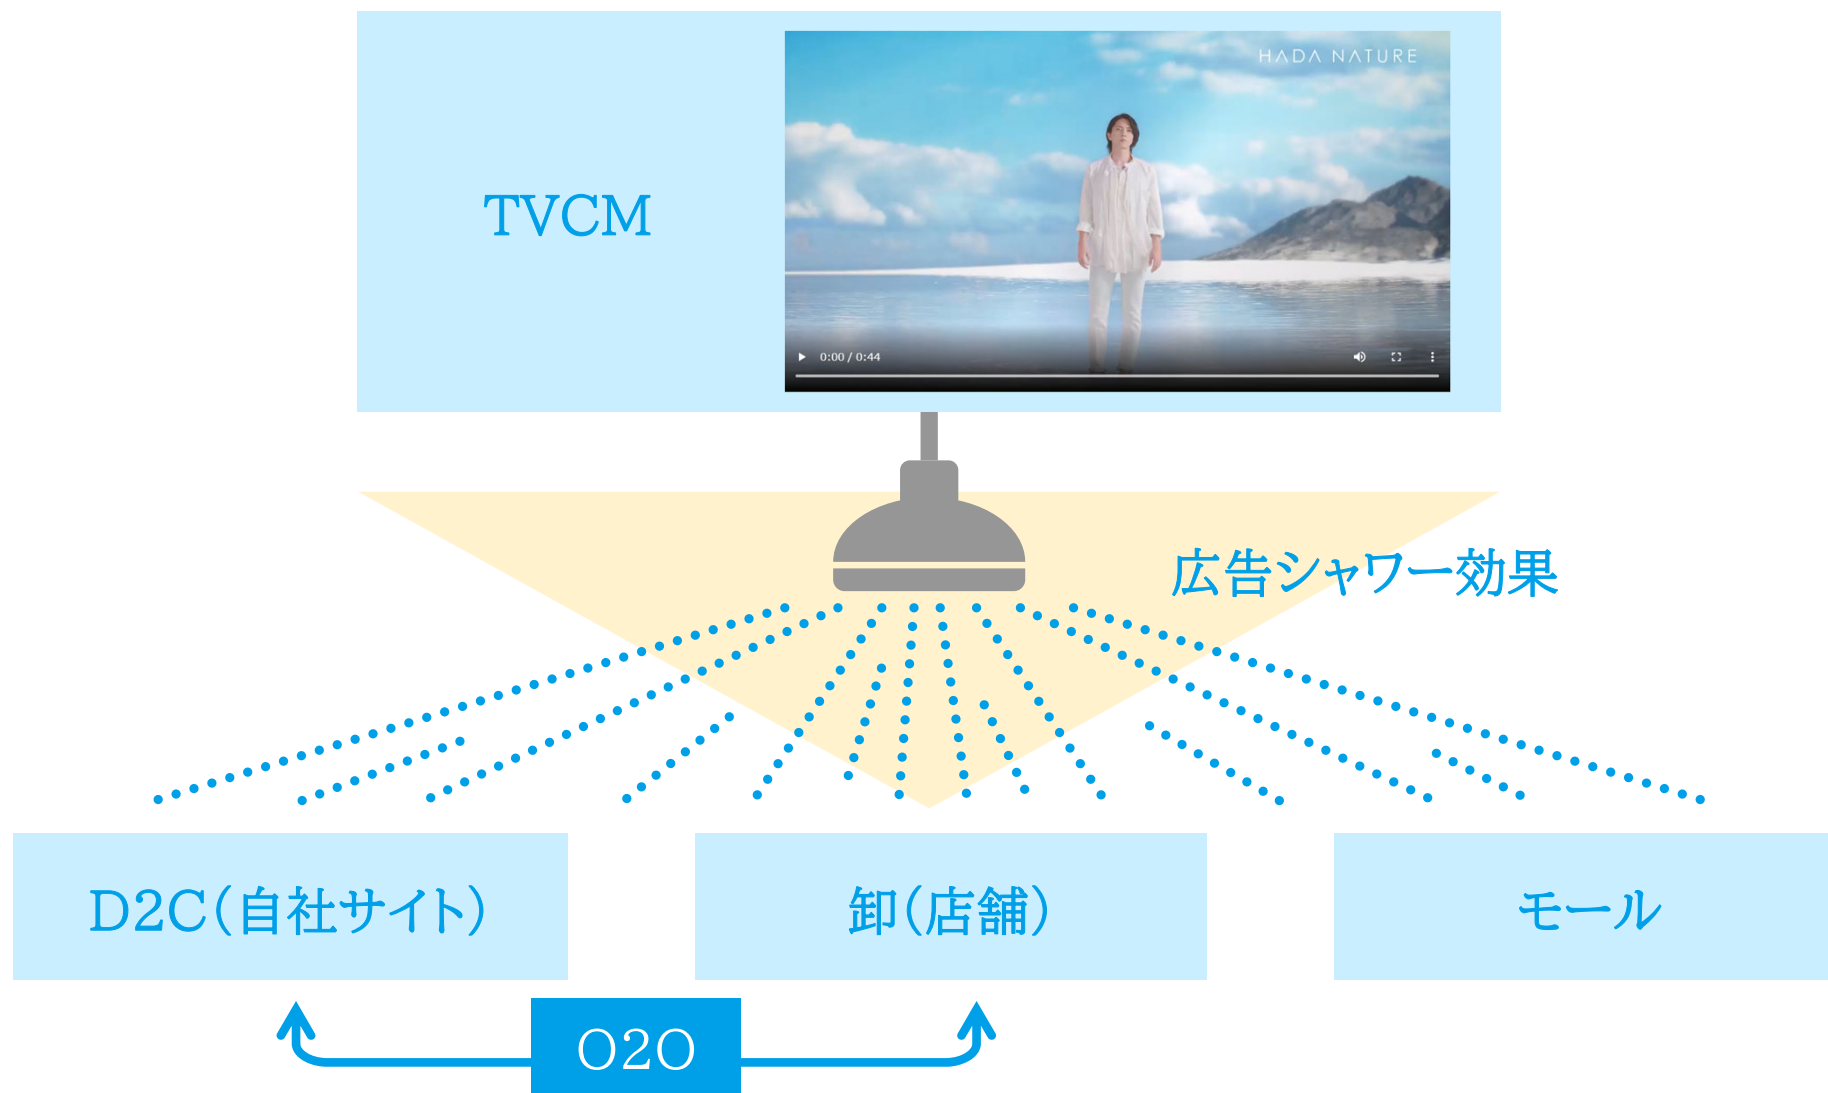 HADA NATURE
TVCM
0:00 / 0:44
広告シャワー効果
D2C(自社サイト)
卸(店舗)
モール
O2O